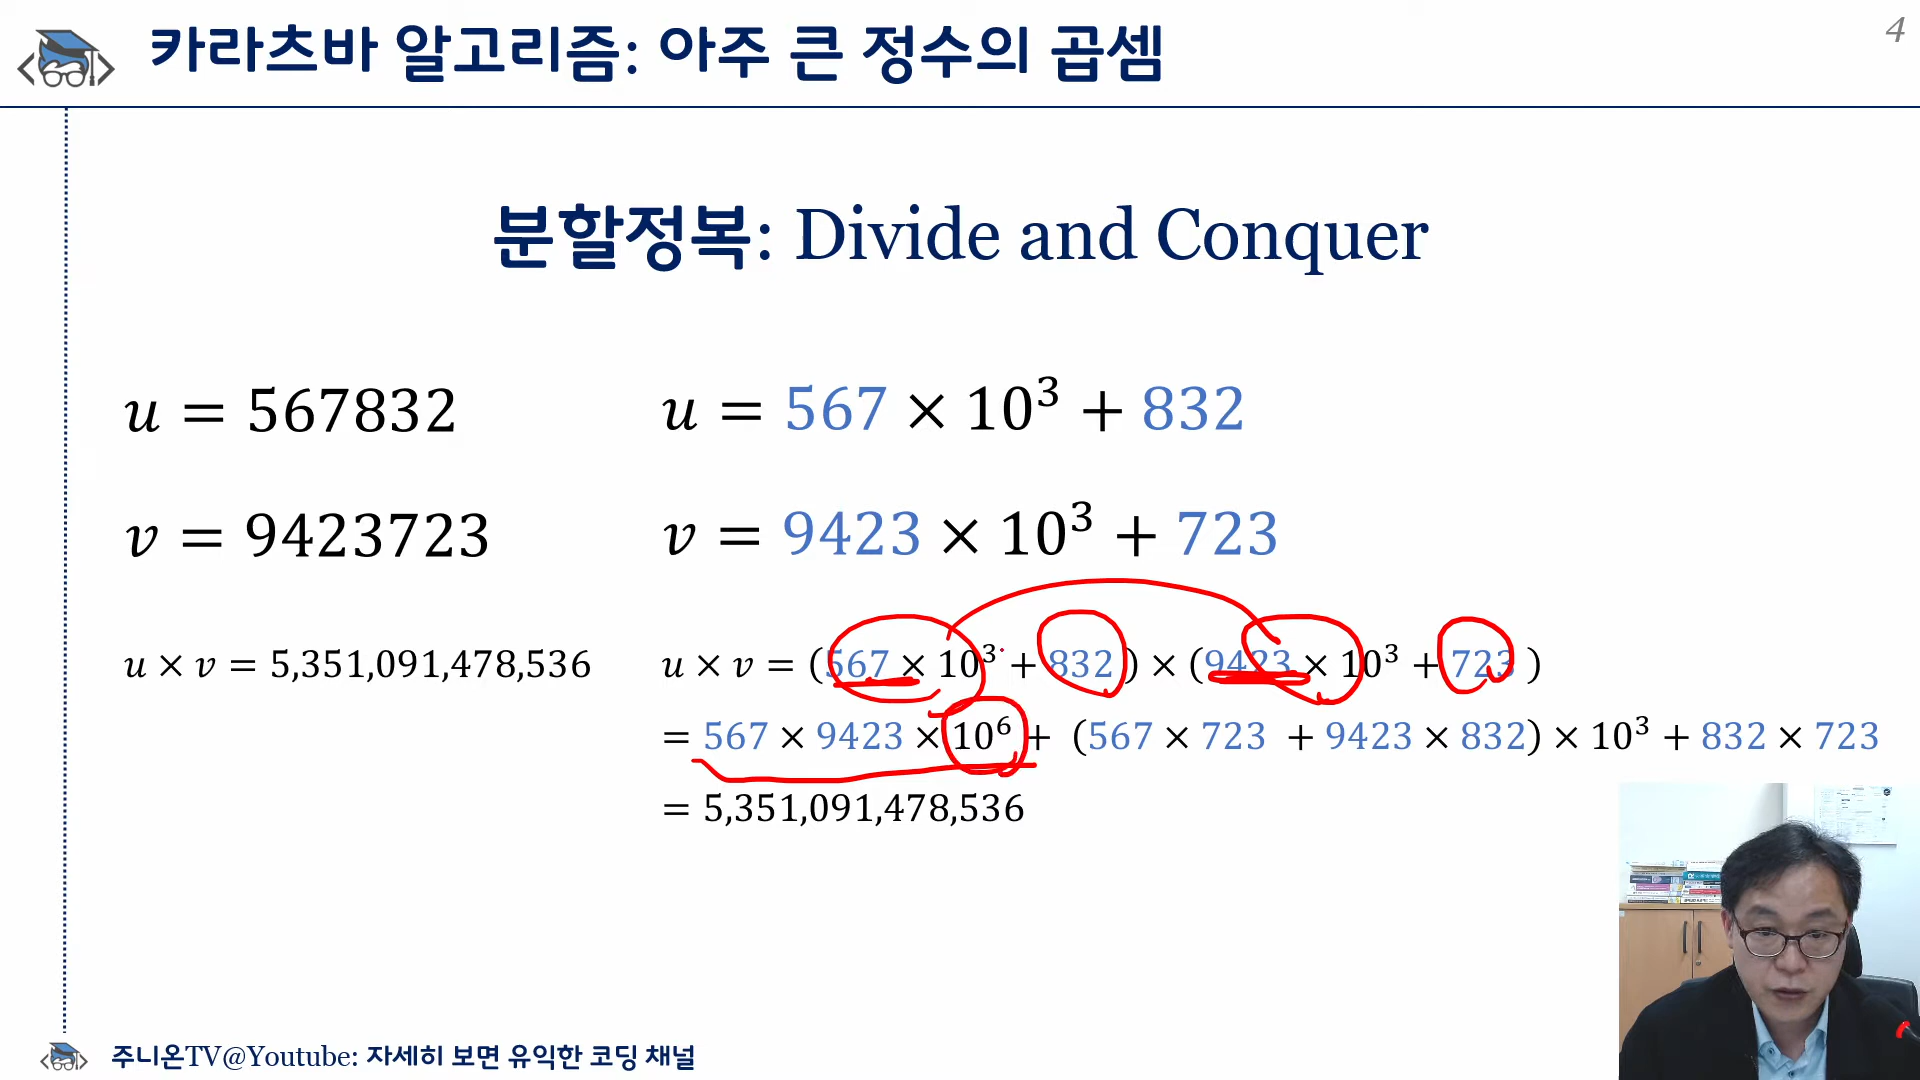 카라츠바 알고리즘: 아주 큰 정수의 곱셈
4
분할정복: Divide and Conquer
u = 567832
u = 567 × 10³ + 832
v = 9423723
v = 9423 × 10³ + 723
u × v = 5,351,091,478,536
u × v = (567 × 10³ + 832 ) × (9423 × 10³ + 723 )
= 567 × 9423 × 10⁶ + (567 × 723 + 9423 × 832) × 10³ + 832 × 723
= 5,351,091,478,536
주니온TV@Youtube: 자세히 보면 유익한 코딩 채널